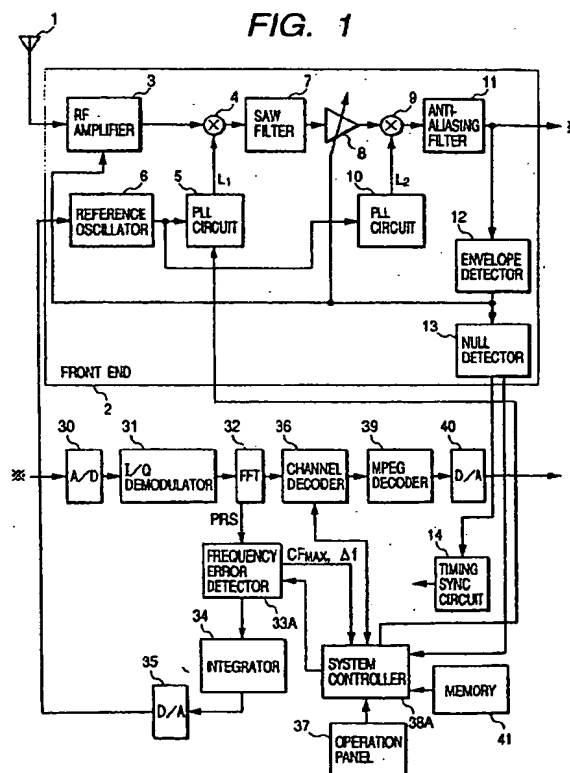 FIG. 1
1
3
RF
AMPLIFIER
4
7
SAW
FILTER
8
9
11
ANTI-
ALIASING
FILTER
※
6
REFERENCE
OSCILLATOR
5
PLL
CIRCUIT
L1
10
PLL
CIRCUIT
L2
12
ENVELOPE
DETECTOR
13
NULL
DETECTOR
FRONT END
2
30
※
A/D
31
I/Q
DEMODULATOR
32
FFT
36
CHANNEL
DECODER
39
MPEG
DECODER
40
D/A
PRS
FREQUENCY
ERROR
DETECTOR
33A
CFMAX, Δf
14
TIMING
SYNC
CIRCUIT
34
INTEGRATOR
35
D/A
SYSTEM
CONTROLLER
38A
MEMORY
41
37
OPERATION
PANEL